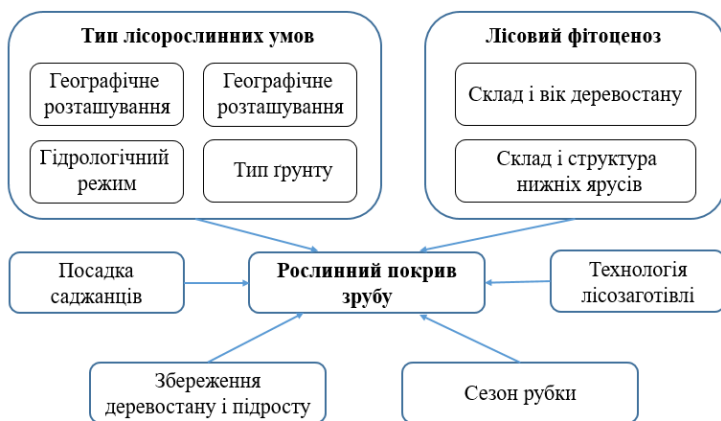 Тип лісорослинних умов
Географічне
розташування
Географічне
розташування
Гідрологічний
режим
Тип ґрунту
Лісовий фітоценоз
Склад і вік деревостану
Склад і структура
нижніх ярусів
Посадка
саджанців
Рослинний покрив
зрубу
Технологія
лісозаготівлі
Збереження
деревостану і підросту
Сезон рубки